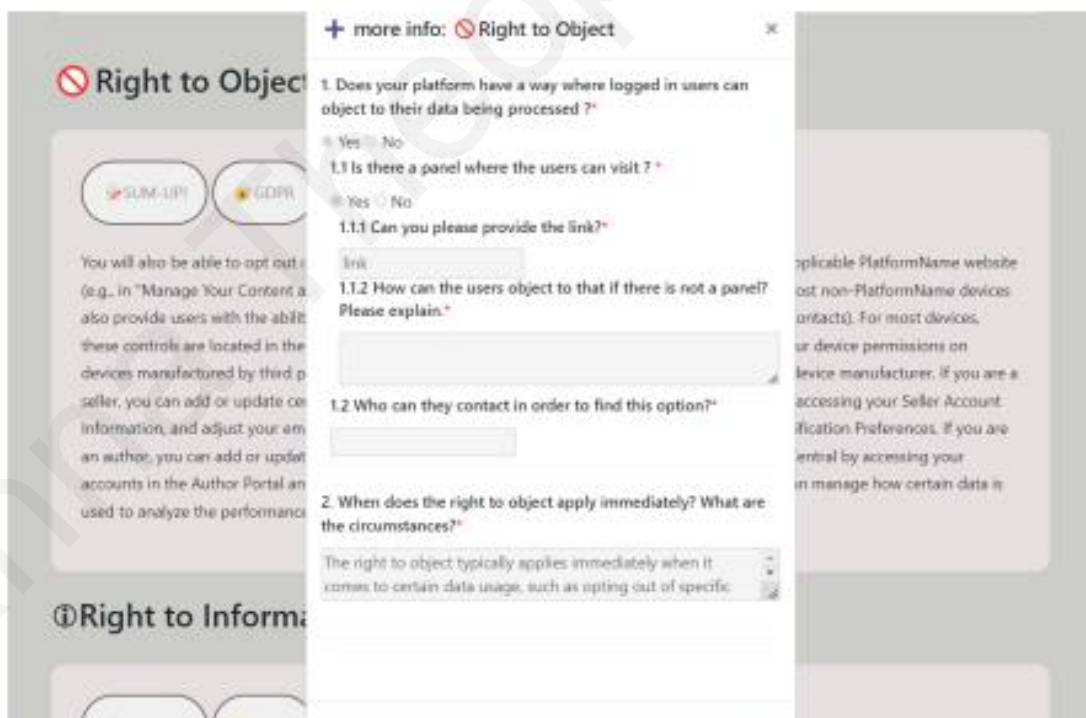 + more info: 🚫Right to Object ×
1. Does your platform have a way where logged in users can
object to their data being processed ?*
Yes No
1.1 Is there a panel where the users can visit ? *
Yes No
1.1.1 Can you please provide the link?*
link
1.1.2 How can the users object to that if there is not a panel?
Please explain.*
1.2 Who can they contact in order to find this option?*
2. When does the right to object apply immediately? What are
the circumstances?*
The right to object typically applies immediately when it
comes to certain data usage, such as opting out of specific
🚫 Right to Object
SUM-UP! GDPR
You will also be able to opt out
(e.g., in "Manage Your Content a
also provide users with the abilit
these controls are located in the
devices manufactured by third p
seller, you can add or update cer
Information, and adjust your em
an author, you can add or updat
accounts in the Author Portal an
used to analyze the performance
pplicable PlatformName website
ost non-PlatformName devices
ontacts). For most devices,
ur device permissions on
device manufacturer. If you are a
accessing your Seller Account
ification Preferences. If you are
entral by accessing your
n manage how certain data is
Right to Informa